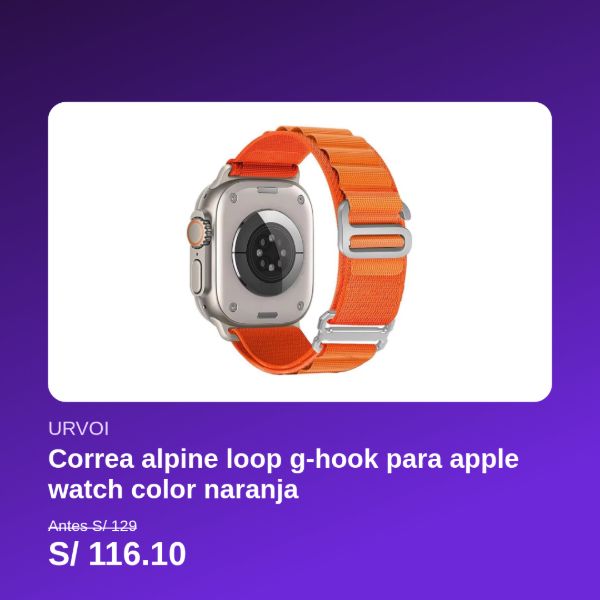 URVOI
Correa alpine loop g-hook para apple
watch color naranja
Antes S/ 129
S/ 116.10